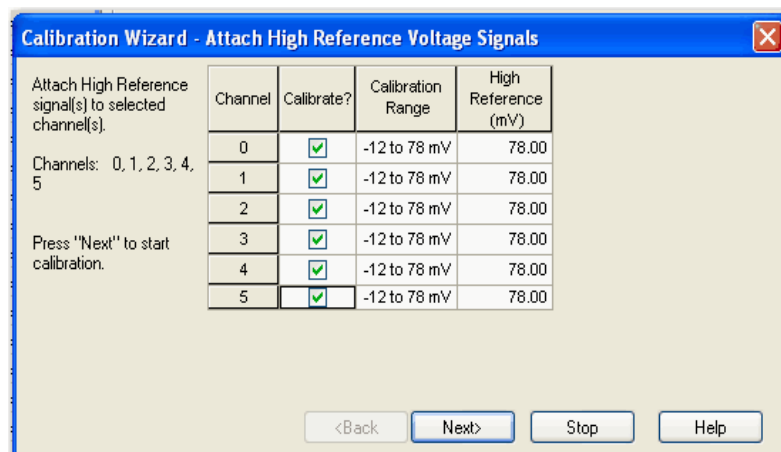 Calibration Wizard - Attach High Reference Voltage Signals
Attach High Reference
signal(s) to selected
channel(s).
Channels: 0, 1, 2, 3, 4,
5
Press "Next" to start
calibration.
Channel Calibrate? Calibration Range High Reference (mV)
0 -12 to 78 mV 78.00
1 -12 to 78 mV 78.00
2 -12 to 78 mV 78.00
3 -12 to 78 mV 78.00
4 -12 to 78 mV 78.00
5 -12 to 78 mV 78.00
<Back Next> Stop Help